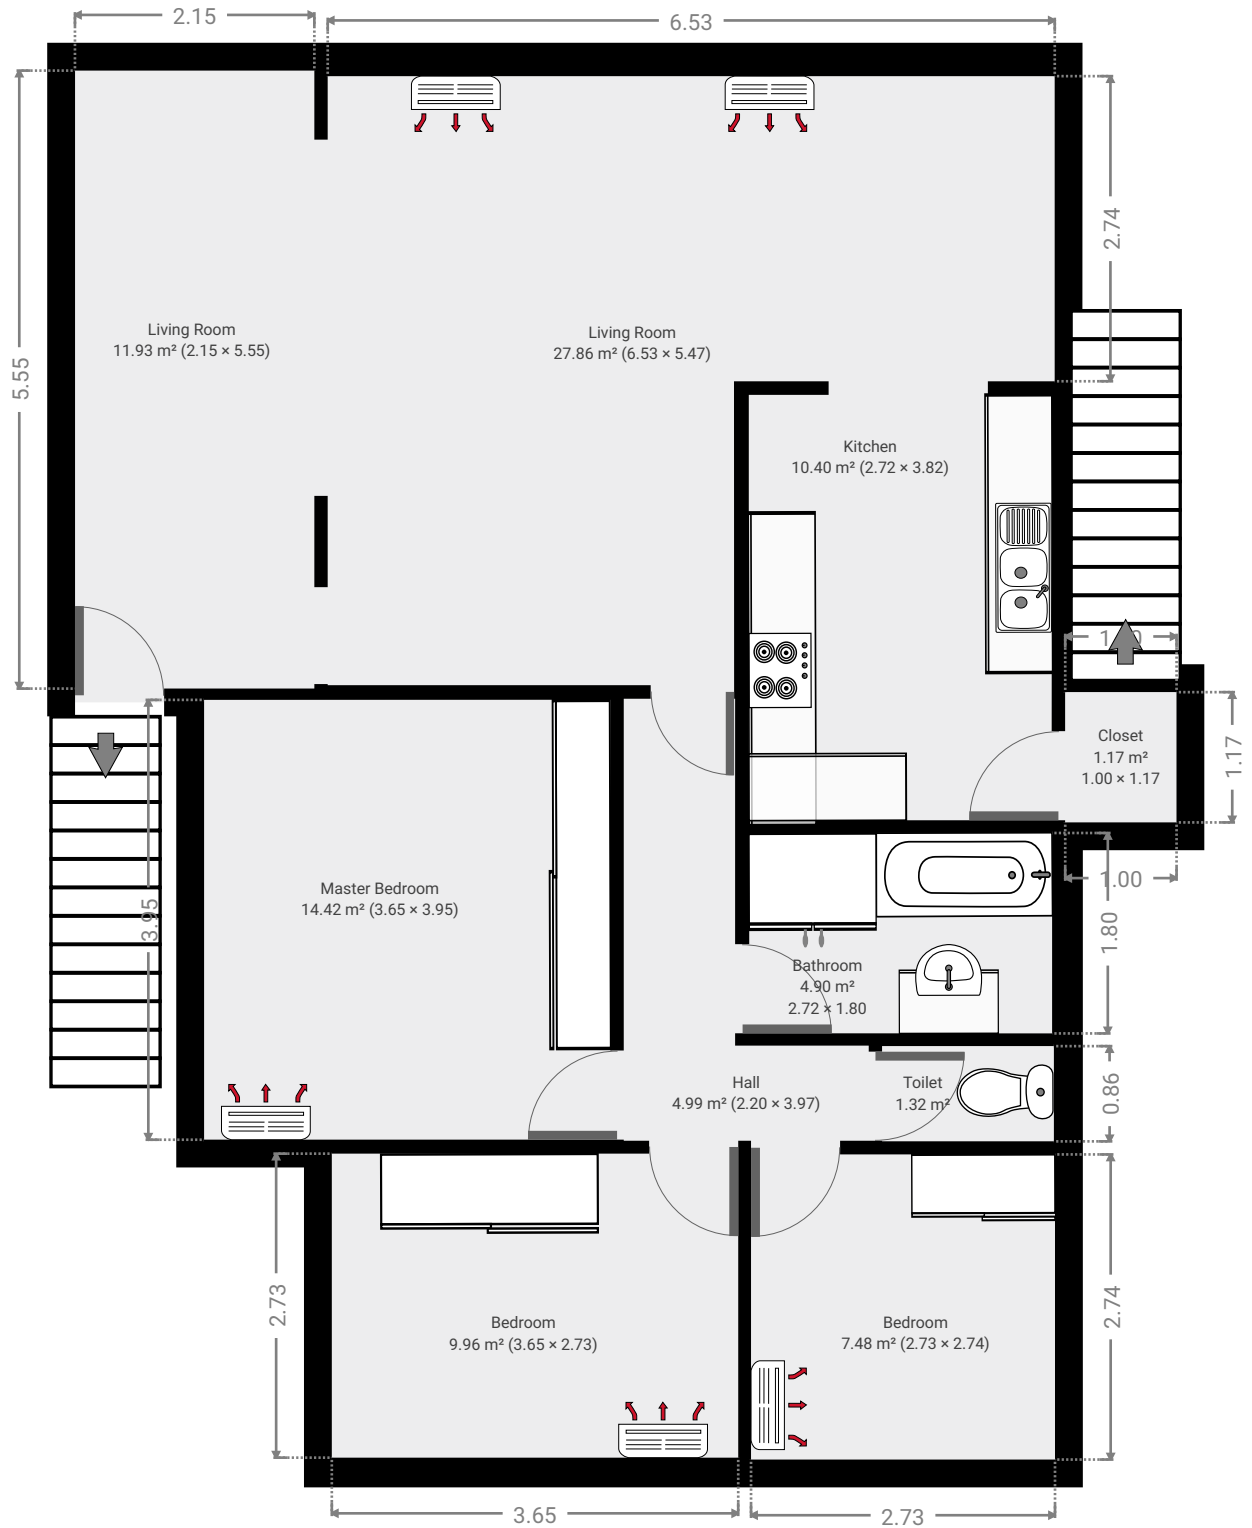 2.15
6.53
5.55
2.74
Living Room
11.93 m² (2.15 × 5.55)
Living Room
27.86 m² (6.53 × 5.47)
Kitchen
10.40 m² (2.72 × 3.82)
Closet
1.17 m²
1.00 × 1.17
1.17
1.00
3.95
Master Bedroom
14.42 m² (3.65 × 3.95)
Bathroom
4.90 m²
2.72 × 1.80
1.80
Hall
4.99 m² (2.20 × 3.97)
Toilet
1.32 m²
0.86
2.73
Bedroom
9.96 m² (3.65 × 2.73)
Bedroom
7.48 m² (2.73 × 2.74)
2.74
3.65
2.73